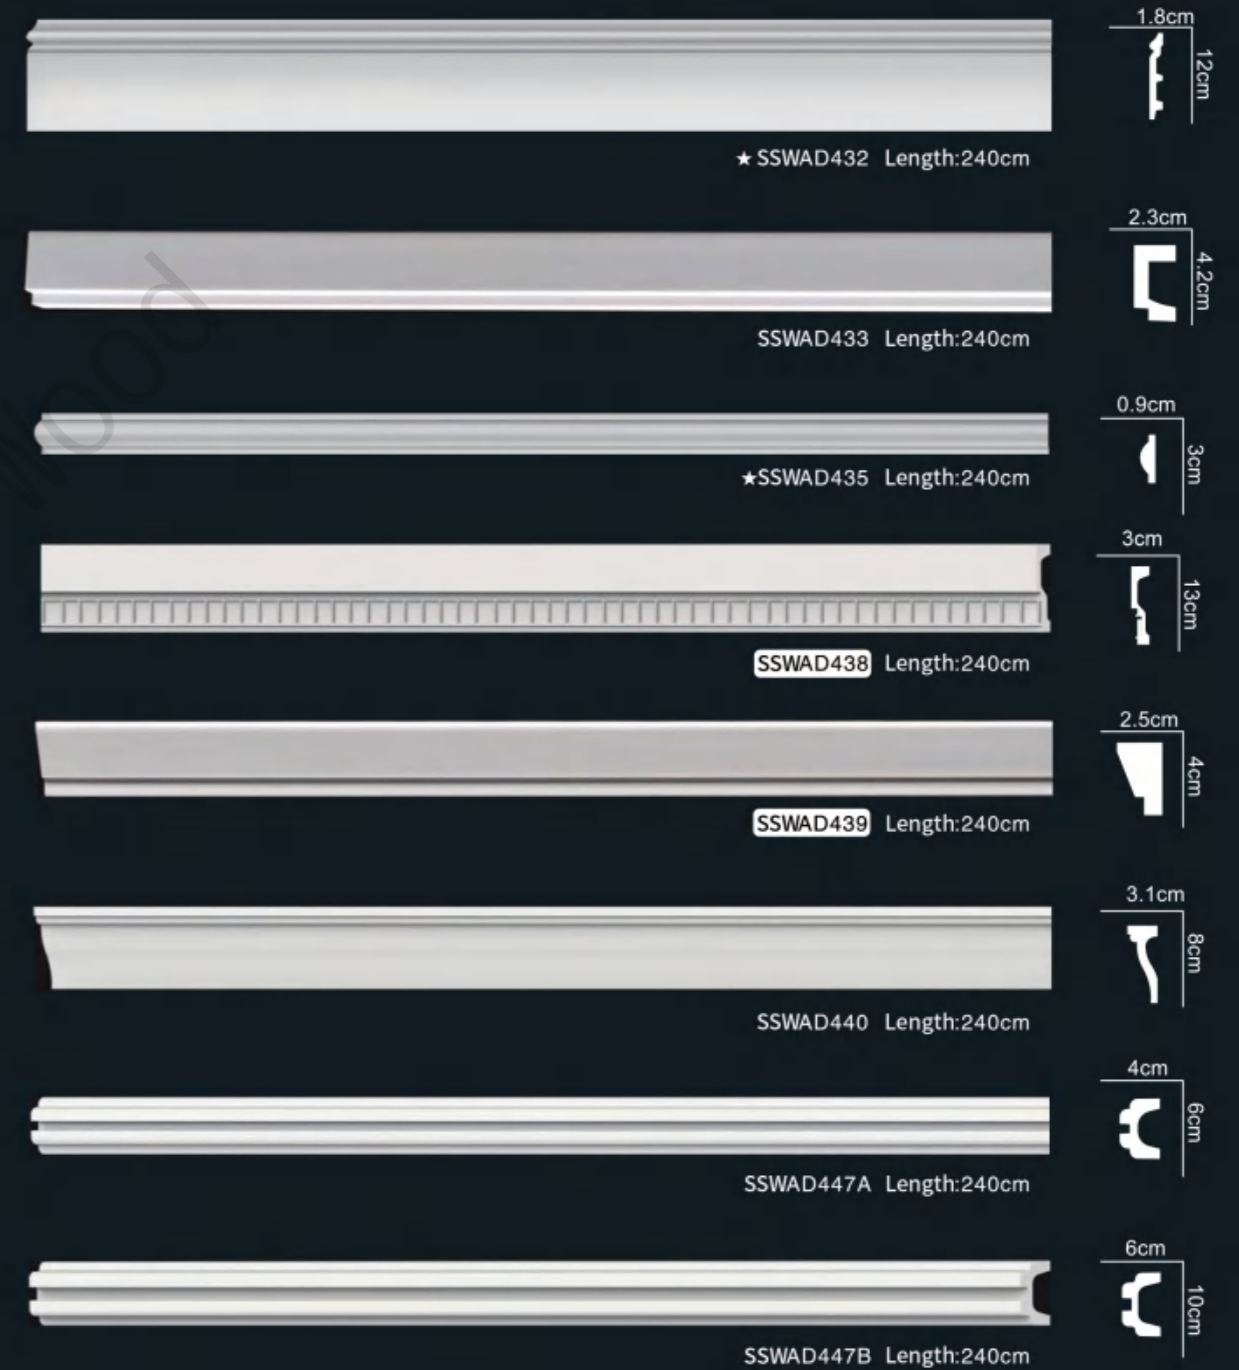 1.8cm
12cm
★ SSWAD432 Length:240cm
2.3cm
4.2cm
SSWAD433 Length:240cm
0.9cm
3cm
★SSWAD435 Length:240cm
3cm
13cm
SSWAD438 Length:240cm
2.5cm
4cm
SSWAD439 Length:240cm
3.1cm
8cm
SSWAD440 Length:240cm
4cm
6cm
SSWAD447A Length:240cm
6cm
10cm
SSWAD447B Length:240cm
Wood